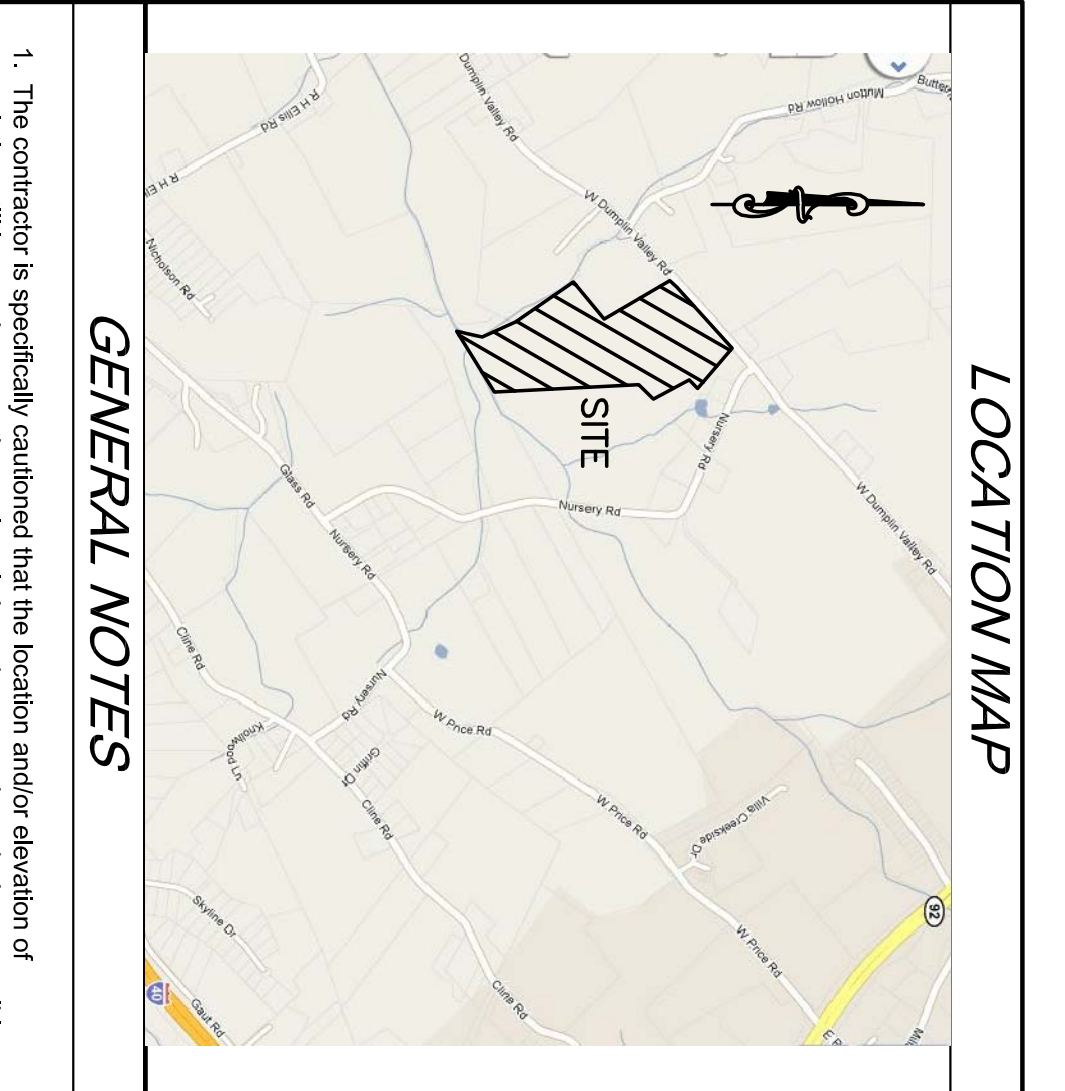 LOCATION MAP
Butter
Mutton Hollow Rd
Dumplin Valley Rd
R H Ellis Rd
R H El
W Dumplin Valley Rd
Nicholson Rd
SITE
Nursery Rd
W Dumplin Valley Rd
Nursery Rd
Glass Rd
Nursery Rd
Cline Rd
Nursery Rd
W Price Rd
Knollwood Ln
Griffin Dr
Cline Rd
W Price Rd
Villa Creekside Dr
92
W Price Rd
Skyline Dr
Cline Rd
40
Gaut Rd
GENERAL NOTES
1. The contractor is specifically cautioned that the location and/or elevation of